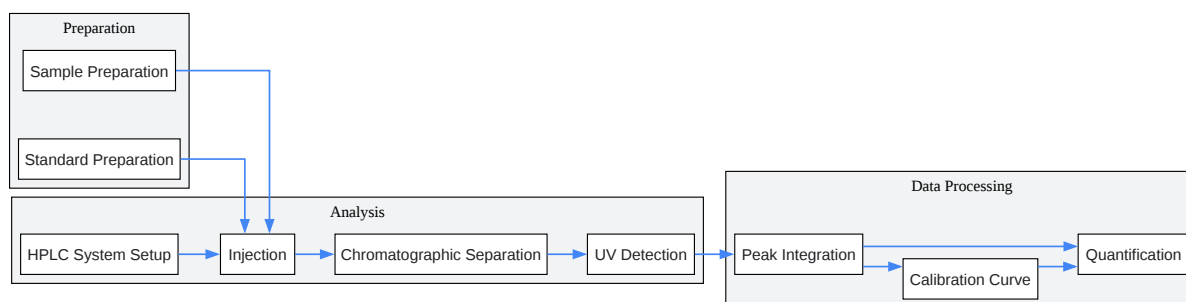 Preparation
Sample Preparation
Standard Preparation
Analysis
HPLC System Setup
Injection
Chromatographic Separation
UV Detection
Data Processing
Peak Integration
Calibration Curve
Quantification